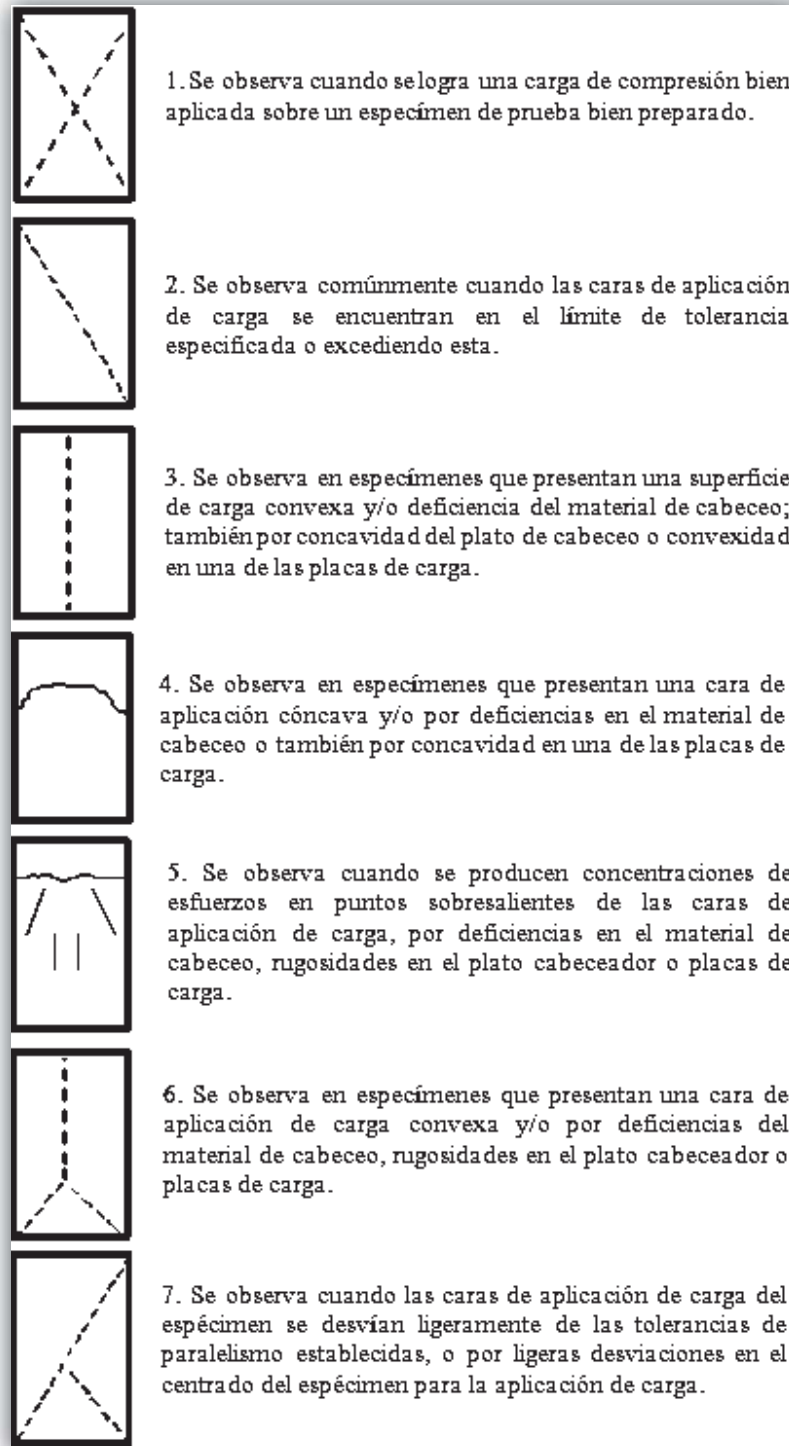 1. Se observa cuando se logra una carga de compresión bien
aplicada sobre un espécimen de prueba bien preparado.
2. Se observa comúnmente cuando las caras de aplicación
de carga se encuentran en el límite de tolerancia
especificada o excediendo esta.
3. Se observa en especímenes que presentan una superficie
de carga convexa y/o deficiencia del material de cabeceo;
también por concavidad del plato de cabeceo o convexidad
en una de las placas de carga.
4. Se observa en especímenes que presentan una cara de
aplicación cóncava y/o por deficiencias en el material de
cabeceo o también por concavidad en una de las placas de
carga.
5. Se observa cuando se producen concentraciones de
esfuerzos en puntos sobresalientes de las caras de
aplicación de carga, por deficiencias en el material de
cabeceo, rugosidades en el plato cabeceador o placas de
carga.
6. Se observa en especímenes que presentan una cara de
aplicación de carga convexa y/o por deficiencias del
material de cabeceo, rugosidades en el plato cabeceador o
placas de carga.
7. Se observa cuando las caras de aplicación de carga del
espécimen se desvían ligeramente de las tolerancias de
paralelismo establecidas, o por ligeras desviaciones en el
centrado del espécimen para la aplicación de carga.